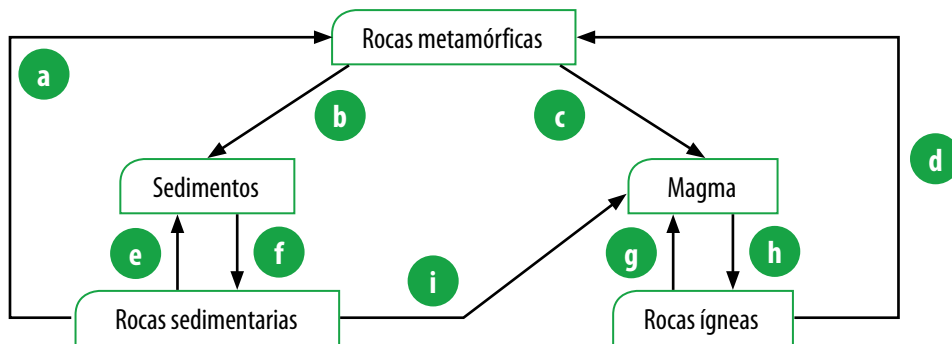 Rocas metamórficas
a
b
c
d
Sedimentos
Magma
e
f
i
g
h
Rocas sedimentarias
Rocas ígneas